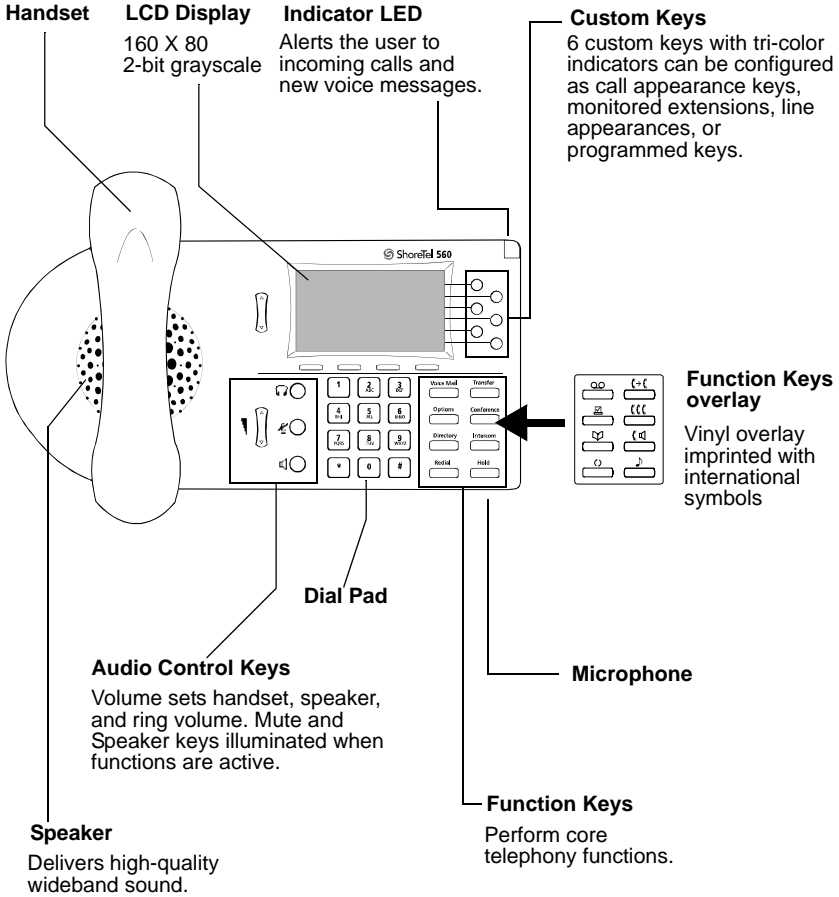 Handset
LCD Display
160 X 80
2-bit grayscale
Indicator LED
Alerts the user to
incoming calls and
new voice messages.
Custom Keys
6 custom keys with tri-color
indicators can be configured
as call appearance keys,
monitored extensions, line
appearances, or
programmed keys.
ShoreTel 560
1 2 3
ABC DEF
4 5 6
GHI JKL MNO
7 8 9
PQRS TUV WXYZ
* 0 #
Voice Mail Transfer
Options Conference
Directory Intercom
Redial Hold
Function Keys
overlay
Vinyl overlay
imprinted with
international
symbols
Dial Pad
Audio Control Keys
Volume sets handset, speaker,
and ring volume. Mute and
Speaker keys illuminated when
functions are active.
Microphone
Function Keys
Perform core
telephony functions.
Speaker
Delivers high-quality
wideband sound.